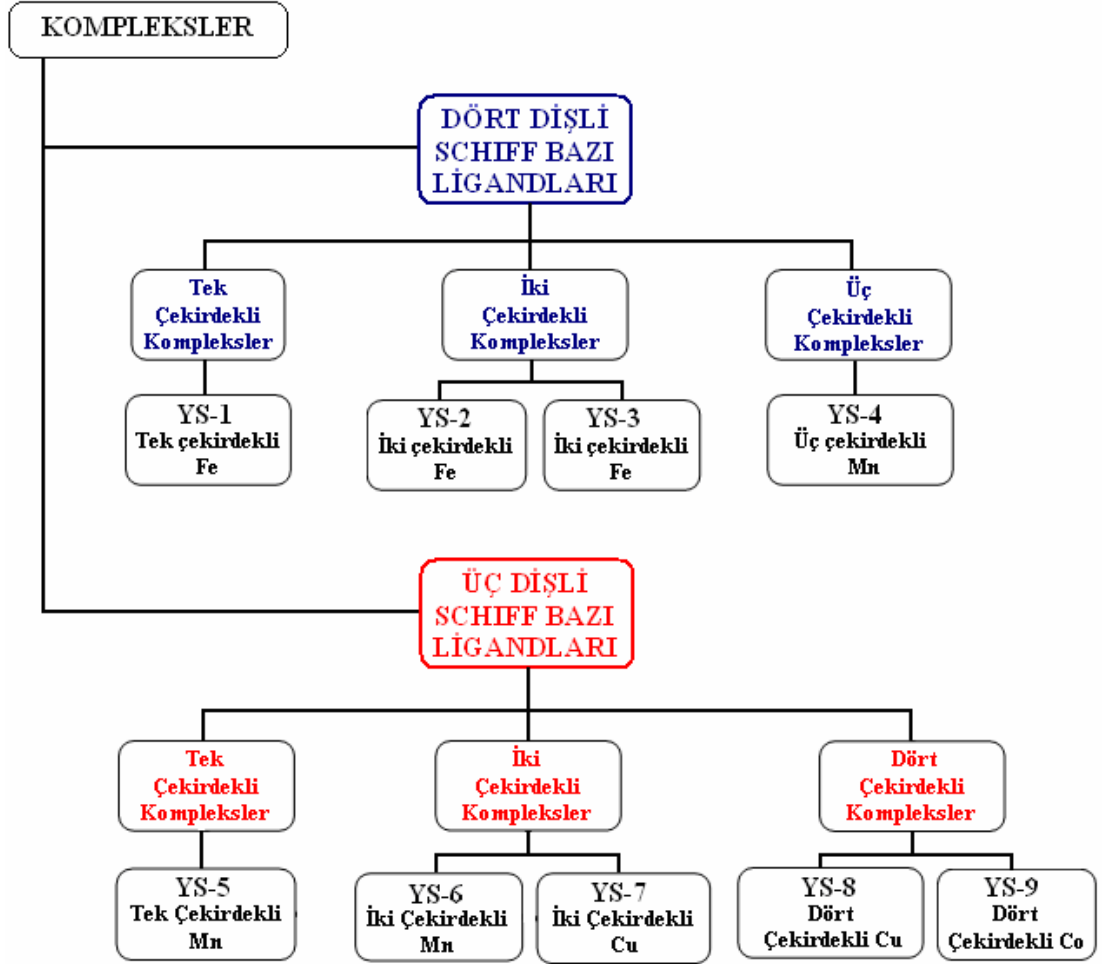 KOMPLEKSLER
DÖRT DİŞLİ
SCHIFF BAZI
LİGANDLARI
Tek
Çekirdekli
Kompleksler
İki
Çekirdekli
Kompleksler
Üç
Çekirdekli
Kompleksler
YS-1
Tek çekirdekli
Fe
YS-2
İki çekirdekli
Fe
YS-3
İki çekirdekli
Fe
YS-4
Üç çekirdekli
Mn
ÜÇ DİŞLİ
SCHIFF BAZI
LİGANDLARI
Tek
Çekirdekli
Kompleksler
İki
Çekirdekli
Kompleksler
Dört
Çekirdekli
Kompleksler
YS-5
Tek Çekirdekli
Mn
YS-6
İki Çekirdekli
Mn
YS-7
İki Çekirdekli
Cu
YS-8
Dört
Çekirdekli Cu
YS-9
Dört
Çekirdekli Co